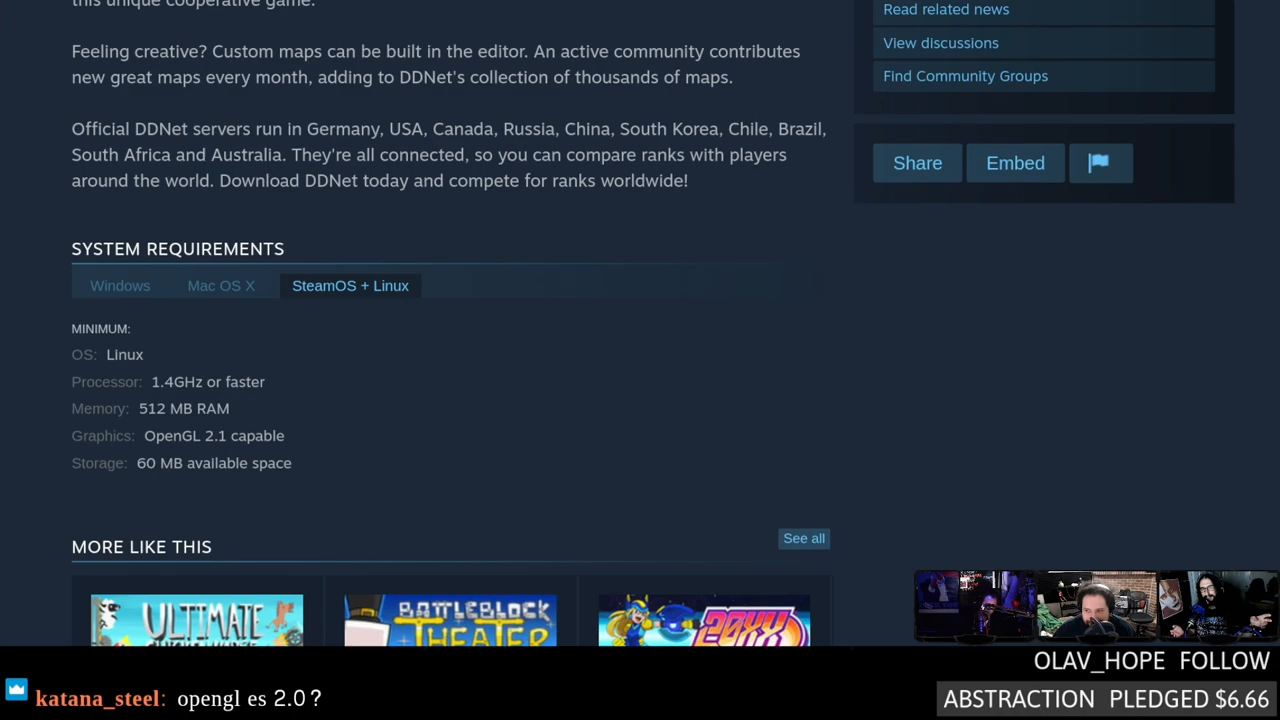 this unique cooperative game.
Feeling creative? Custom maps can be built in the editor. An active community contributes
new great maps every month, adding to DDNet's collection of thousands of maps.
Official DDNet servers run in Germany, USA, Canada, Russia, China, South Korea, Chile, Brazil,
South Africa and Australia. They're all connected, so you can compare ranks with players
around the world. Download DDNet today and compete for ranks worldwide!
Read related news
View discussions
Find Community Groups
Share Embed
SYSTEM REQUIREMENTS
Windows Mac OS X SteamOS + Linux
MINIMUM:
OS: LInux
Processor: 1.4GHz or faster
Memory: 512 MB RAM
Graphics: OpenGL 2.1 capable
Storage: 60 MB available space
MORE LIKE THIS
See all
ULTIMATE
BATTLEBLOCK
THEATER
20XX
OLAV_HOPE FOLLOW
katana_steel: opengl es 2.0?
ABSTRACTION PLEDGED $6.66